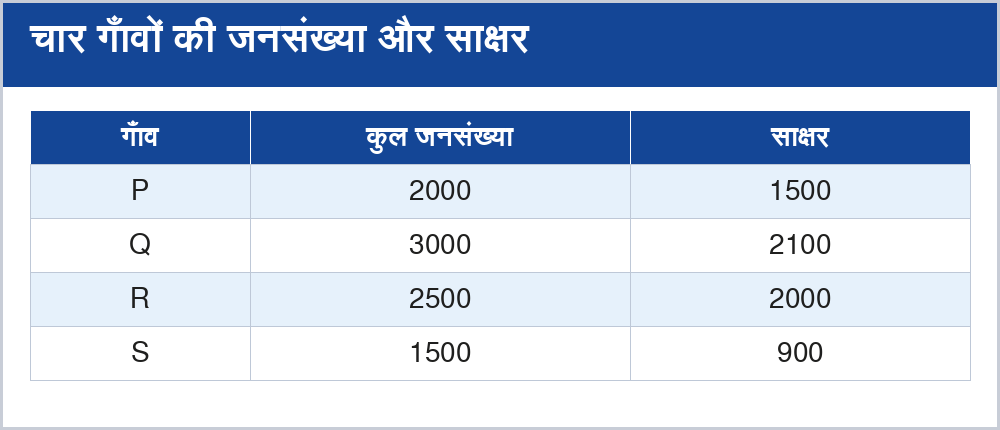 चार गाँवों की जनसंख्या और साक्षर
गाँव कुल जनसंख्या साक्षर
P 2000 1500
Q 3000 2100
R 2500 2000
S 1500 900